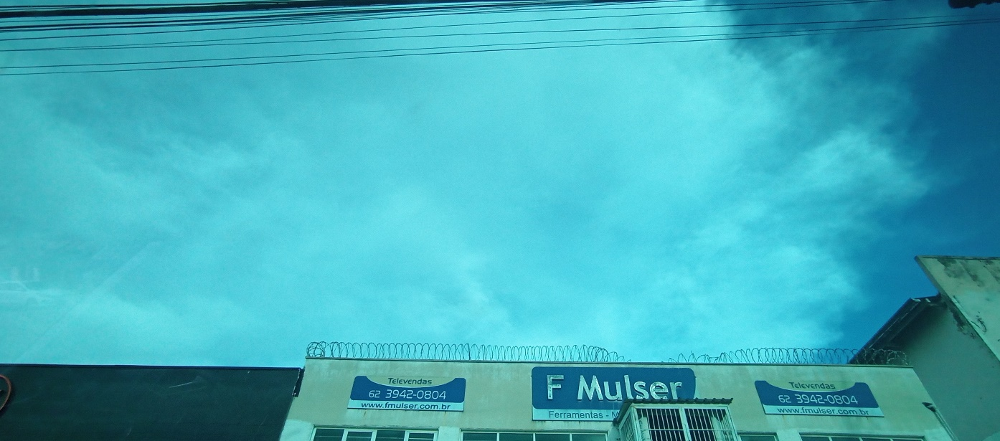 Televendas
62 3942-0804
www.fmulser.com.br
F Mulser
Ferramentas -
Televendas
62 3942-0804
www.fmulser.com.br